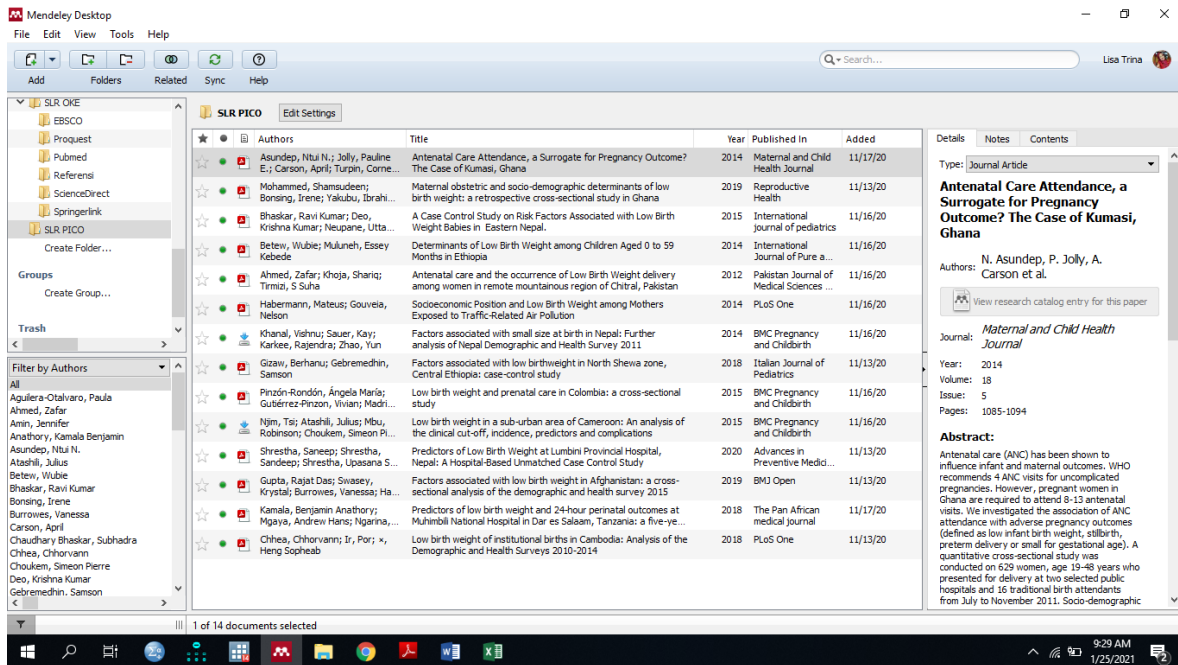 Mendeley Desktop
File Edit View Tools Help
Add Folders Related Sync Help
Search...
Lisa Trina
SLR OKE
EBSCO
Proquest
Pubmed
Referensi
ScienceDirect
Springerlink
SLR PICO
Create Folder...
Groups
Create Group...
Trash
Filter by Authors
All
Aguilera-Otalvaro, Paula
Ahmed, Zafar
Amin, Jennifer
Anathory, Kamala Benjamin
Asundep, Ntui N.
Atashili, Julius
Betew, Wubie
Bhaskar, Ravi Kumar
Bonsing, Irene
Burrowes, Vanessa
Carson, April
Chaudhary Bhaskar, Subhadra
Chhea, Chhorvann
Choukem, Simeon Pierre
Deo, Krishna Kumar
Gebremedhin, Samson
SLR PICO Edit Settings
Authors Title Year Published In Added
Asundep, Ntui N.; Jolly, Pauline Antenatal Care Attendance, a Surrogate for Pregnancy Outcome? 2014 Maternal and Child 11/17/20
E.; Carson, April; Turpin, Corne... The Case of Kumasi, Ghana Health Journal
Mohammed, Shamsudeen; Maternal obstetric and socio-demographic determinants of low 2019 Reproductive 11/13/20
Bonsing, Irene; Yakubu, Ibrahi... birth weight: a retrospective cross-sectional study in Ghana Health
Bhaskar, Ravi Kumar; Deo, A Case Control Study on Risk Factors Associated with Low Birth 2015 International 11/16/20
Krishna Kumar; Neupane, Utta... Weight Babies in Eastern Nepal. journal of pediatrics
Betew, Wubie; Muluneh, Essey Determinants of Low Birth Weight among Children Aged 0 to 59 2014 International 11/16/20
Kebede Months in Ethiopia Journal of Pure a...
Ahmed, Zafar; Khoja, Shariq; Antenatal care and the occurrence of Low Birth Weight delivery 2012 Pakistan Journal of 11/16/20
Tirmizi, S Suha among women in remote mountainous region of Chitral, Pakistan Medical Sciences ...
Habermann, Mateus; Gouveia, Socioeconomic Position and Low Birth Weight among Mothers 2014 PLoS One 11/16/20
Nelson Exposed to Traffic-Related Air Pollution
Khanal, Vishnu; Sauer, Kay; Factors associated with small size at birth in Nepal: Further 2014 BMC Pregnancy 11/16/20
Karkee, Rajendra; Zhao, Yun analysis of Nepal Demographic and Health Survey 2011 and Childbirth
Gizaw, Berhanu; Gebremedhin, Factors associated with low birthweight in North Shewa zone, 2018 Italian Journal of 11/13/20
Samson Central Ethiopia: case-control study Pediatrics
Pinzón-Rondón, Ángela María; Low birth weight and prenatal care in Colombia: a cross-sectional 2015 BMC Pregnancy 11/16/20
Gutiérrez-Pinzon, Vivian; Madri... study and Childbirth
Njim, Tsi; Atashili, Julius; Mbu, Low birth weight in a sub-urban area of Cameroon: An analysis of 2015 BMC Pregnancy 11/16/20
Robinson; Choukem, Simeon Pi... the clinical cut-off, incidence, predictors and complications and Childbirth
Shrestha, Saneep; Shrestha, Predictors of Low Birth Weight at Lumbini Provincial Hospital, 2020 Advances in 11/13/20
Sandeep; Shrestha, Upasana S... Nepal: A Hospital-Based Unmatched Case Control Study Preventive Medici...
Gupta, Rajat Das; Swasey, Factors associated with low birth weight in Afghanistan: a cross- 2019 BMJ Open 11/13/20
Krystal; Burrowes, Vanessa; Ha... sectional analysis of the demographic and health survey 2015
Kamala, Benjamin Anathory; Predictors of low birth weight and 24-hour perinatal outcomes at 2018 The Pan African 11/17/20
Mgaya, Andrew Hans; Ngarina,... Muhimbili National Hospital in Dar es Salaam, Tanzania: a five-ye... medical journal
Chhea, Chhorvann; Ir, Por; ×, Low birth weight of institutional births in Cambodia: Analysis of the 2018 PLoS One 11/13/20
Heng Sopheab Demographic and Health Surveys 2010-2014
Details Notes Contents
Type: Journal Article
Antenatal Care Attendance, a
Surrogate for Pregnancy
Outcome? The Case of Kumasi,
Ghana
Authors: N. Asundep, P. Jolly, A.
Carson et al.
View research catalog entry for this paper
Journal: Maternal and Child Health
Journal
Year: 2014
Volume: 18
Issue: 5
Pages: 1085-1094
Abstract:
Antenatal care (ANC) has been shown to
influence infant and maternal outcomes. WHO
recommends 4 ANC visits for uncomplicated
pregnancies. However, pregnant women in
Ghana are required to attend 8-13 antenatal
visits. We investigated the association of ANC
attendance with adverse pregnancy outcomes
(defined as low infant birth weight, stillbirth,
preterm delivery or small for gestational age). A
quantitative cross-sectional study was
conducted on 629 women, age 19-48 years who
presented for delivery at two selected public
hospitals and 16 traditional birth attendants
from July to November 2011. Socio-demographic
1 of 14 documents selected
9:29 AM
1/25/2021